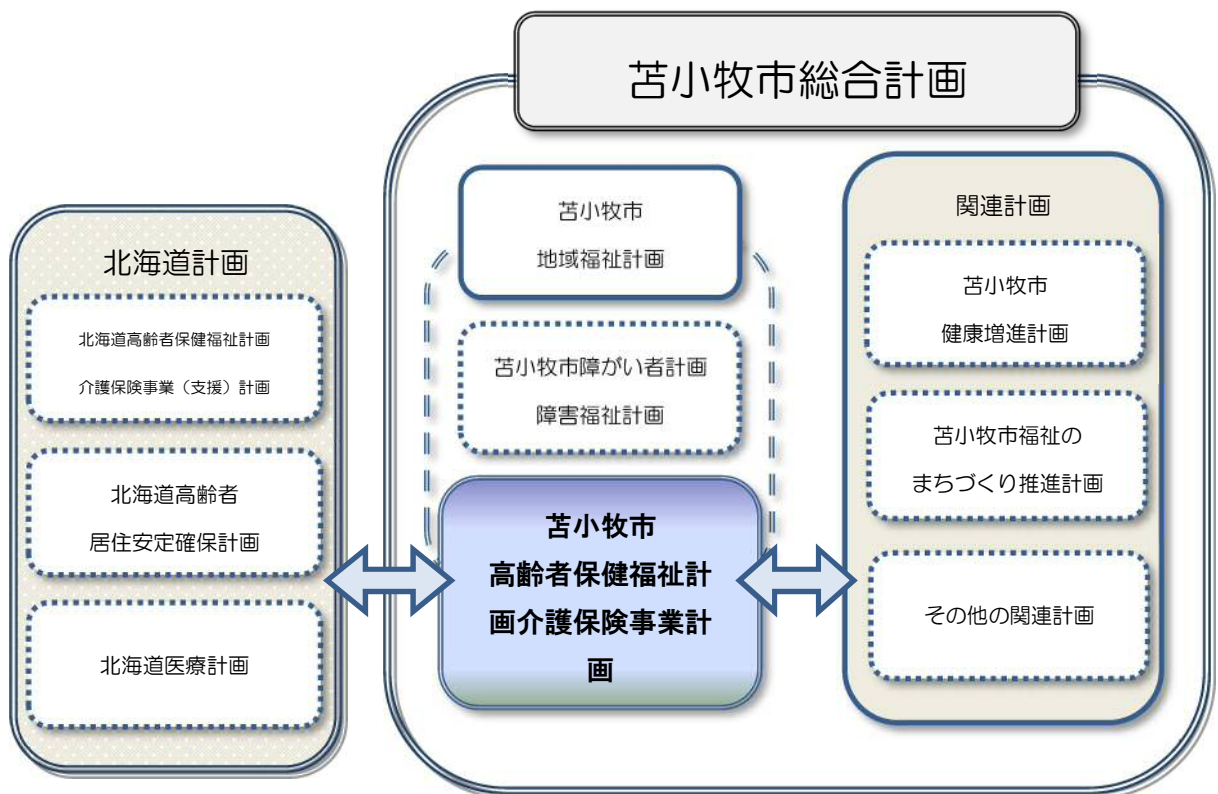 苫小牧市総合計画
北海道計画
北海道高齢者保健福祉計画
介護保険事業（支援）計画
北海道高齢者
居住安定確保計画
北海道医療計画
苫小牧市
地域福祉計画
苫小牧市障がい者計画
障害福祉計画
苫小牧市
高齢者保健福祉計
画介護保険事業計
画
関連計画
苫小牧市
健康増進計画
苫小牧市福祉の
まちづくり推進計画
その他の関連計画